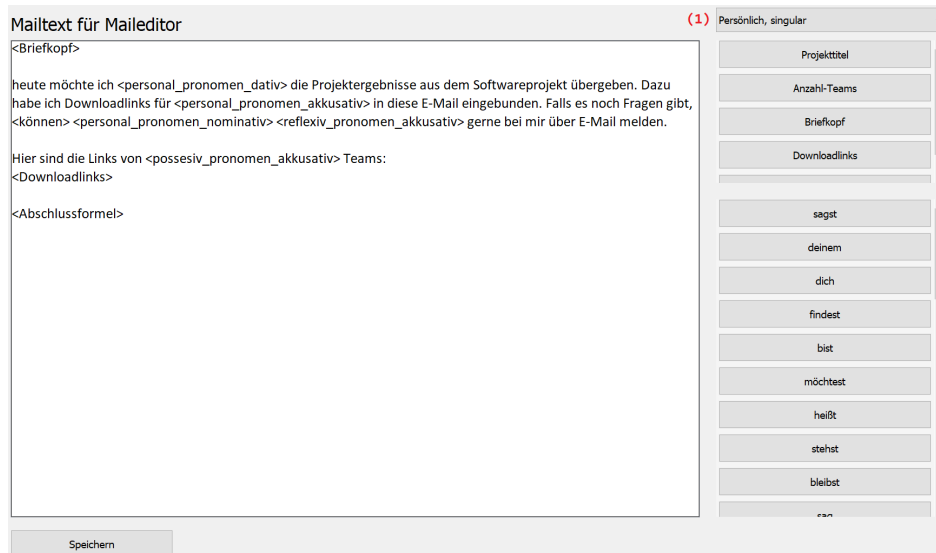 Mailtext für Maileditor
(1) Persönlich, singular
<Briefkopf>
heute möchte ich <personal_pronomen_dativ> die Projektergebnisse aus dem Softwareprojekt übergeben. Dazu
habe ich Downloadlinks für <personal_pronomen_akkusativ> in diese E-Mail eingebunden. Falls es noch Fragen gibt,
<können> <personal_pronomen_nominativ> <reflexiv_pronomen_akkusativ> gerne bei mir über E-Mail melden.
Hier sind die Links von <possesiv_pronomen_akkusativ> Teams:
<Downloadlinks>
<Abschlussformel>
Projekttitel
Anzahl-Teams
Briefkopf
Downloadlinks
sagst
deinem
dich
findest
bist
möchtest
heißt
stehst
bleibst
Speichern